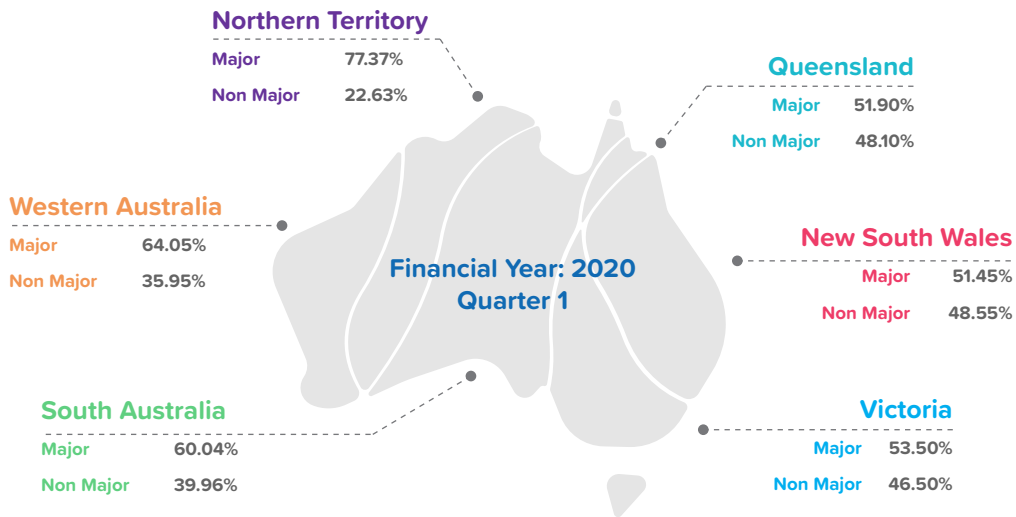 Northern Territory
Major 77.37%
Non Major 22.63%
Queensland
Major 51.90%
Non Major 48.10%
Western Australia
Major 64.05%
Non Major 35.95%
New South Wales
Major 51.45%
Non Major 48.55%
Financial Year: 2020
Quarter 1
South Australia
Major 60.04%
Non Major 39.96%
Victoria
Major 53.50%
Non Major 46.50%